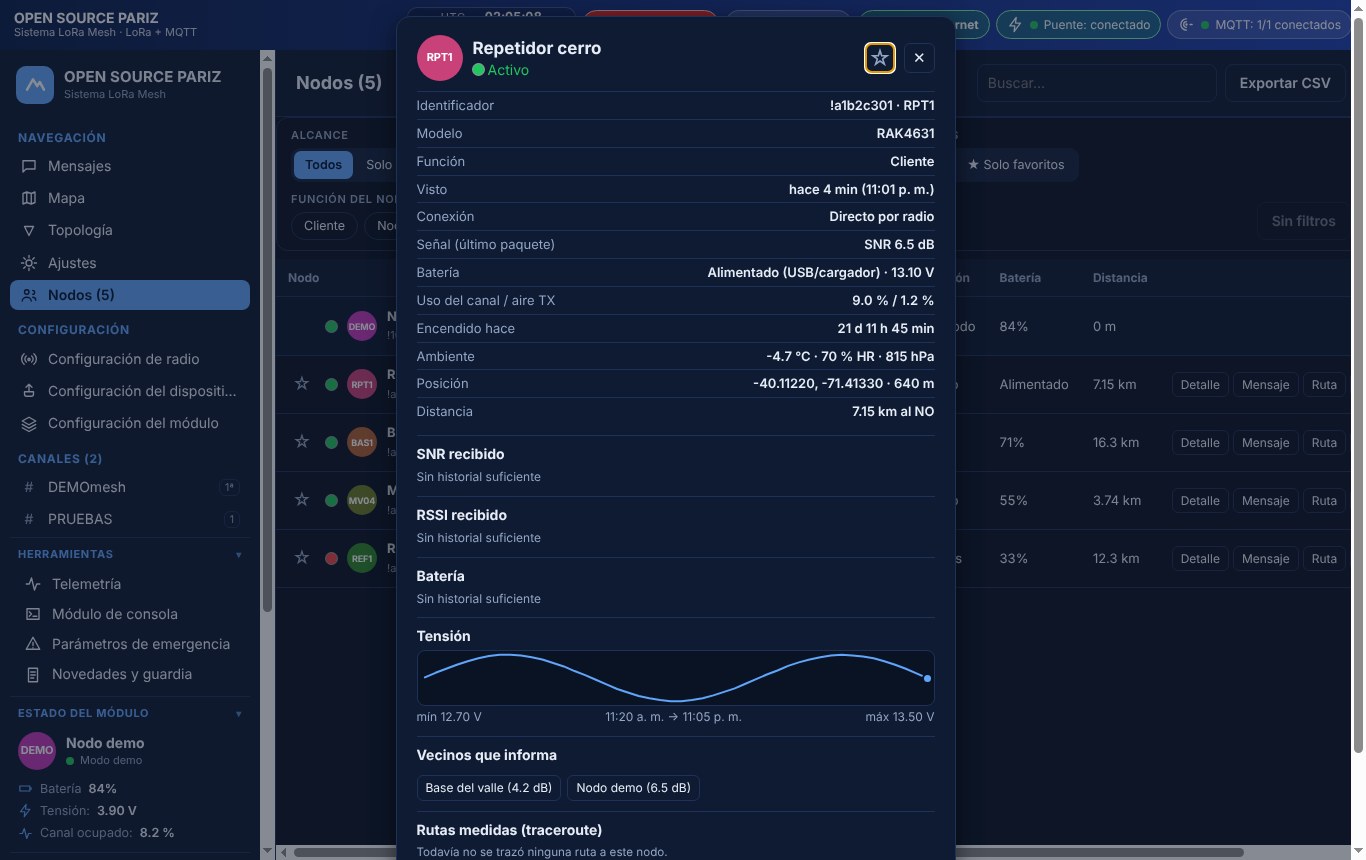 OPEN SOURCE PARIZ
Sistema LoRa Mesh · LoRa + MQTT
Puente: conectado
MQTT: 1/1 conectados
OPEN SOURCE PARIZ
Sistema LoRa Mesh
NAVEGACIÓN
Mensajes
Mapa
Topología
Ajustes
Nodos (5)
CONFIGURACIÓN
Configuración de radio
Configuración del dispositi...
Configuración del módulo
CANALES (2)
# DEMOmesh 1ª
# PRUEBAS 1
HERRAMIENTAS
Telemetría
Módulo de consola
Parámetros de emergencia
Novedades y guardia
ESTADO DEL MÓDULO
DEMO
Nodo demo
Modo demo
Batería 84%
Tensión: 3.90 V
Canal ocupado: 8.2 %
Nodos (5)
Buscar...
Exportar CSV
ALCANCE
Todos
Solo
★ Solo favoritos
FUNCIÓN DEL
Cliente
Sin filtros
Nodo
Batería
Distancia
DEMO
84%
0 m
RPT1
Alimentado
7.15 km
Detalle
Mensaje
Ruta
BAS1
71%
16.3 km
Detalle
Mensaje
Ruta
MV04
55%
3.74 km
Detalle
Mensaje
Ruta
REF1
33%
12.3 km
Detalle
Mensaje
Ruta
RPT1
Repetidor cerro
Activo
Identificador !a1b2c301 · RPT1
Modelo RAK4631
Función Cliente
Visto hace 4 min (11:01 p. m.)
Conexión Directo por radio
Señal (último paquete) SNR 6.5 dB
Batería Alimentado (USB/cargador) · 13.10 V
Uso del canal / aire TX 9.0 % / 1.2 %
Encendido hace 21 d 11 h 45 min
Ambiente -4.7 °C · 70 % HR · 815 hPa
Posición -40.11220, -71.41330 · 640 m
Distancia 7.15 km al NO
SNR recibido
Sin historial suficiente
RSSI recibido
Sin historial suficiente
Batería
Sin historial suficiente
Tensión
mín 12.70 V 11:20 a. m. → 11:05 p. m. máx 13.50 V
Vecinos que informa
Base del valle (4.2 dB)
Nodo demo (6.5 dB)
Rutas medidas (traceroute)
Todavía no se trazó ninguna ruta a este nodo.